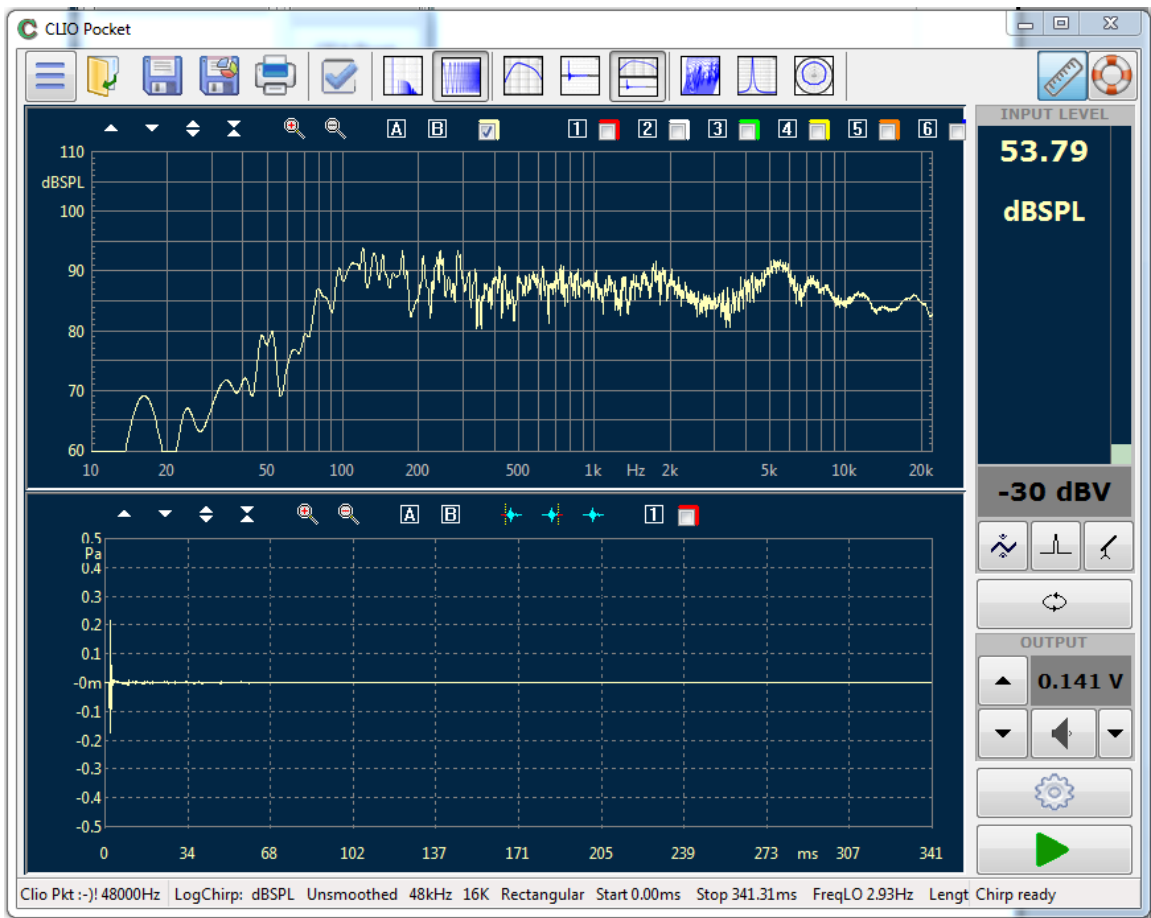 CLIO Pocket
INPUT LEVEL
53.79
dBSPL
A B 1 2 3 4 5 6
110
dBSPL
100
90
80
70
60
10 20 50 100 200 500 1k Hz 2k 5k 10k 20k
-30 dBV
A B 1
0.5
Pa
0.4
0.3
0.2
0.1
-0m
-0.1
-0.2
-0.3
-0.4
-0.5
0 34 68 102 137 171 205 239 273 ms 307 341
OUTPUT
0.141 V
Clio Pkt :-)! 48000Hz LogChirp: dBSPL Unsmoothed 48kHz 16K Rectangular Start 0.00ms Stop 341.31ms FreqLO 2.93Hz Lengt Chirp ready